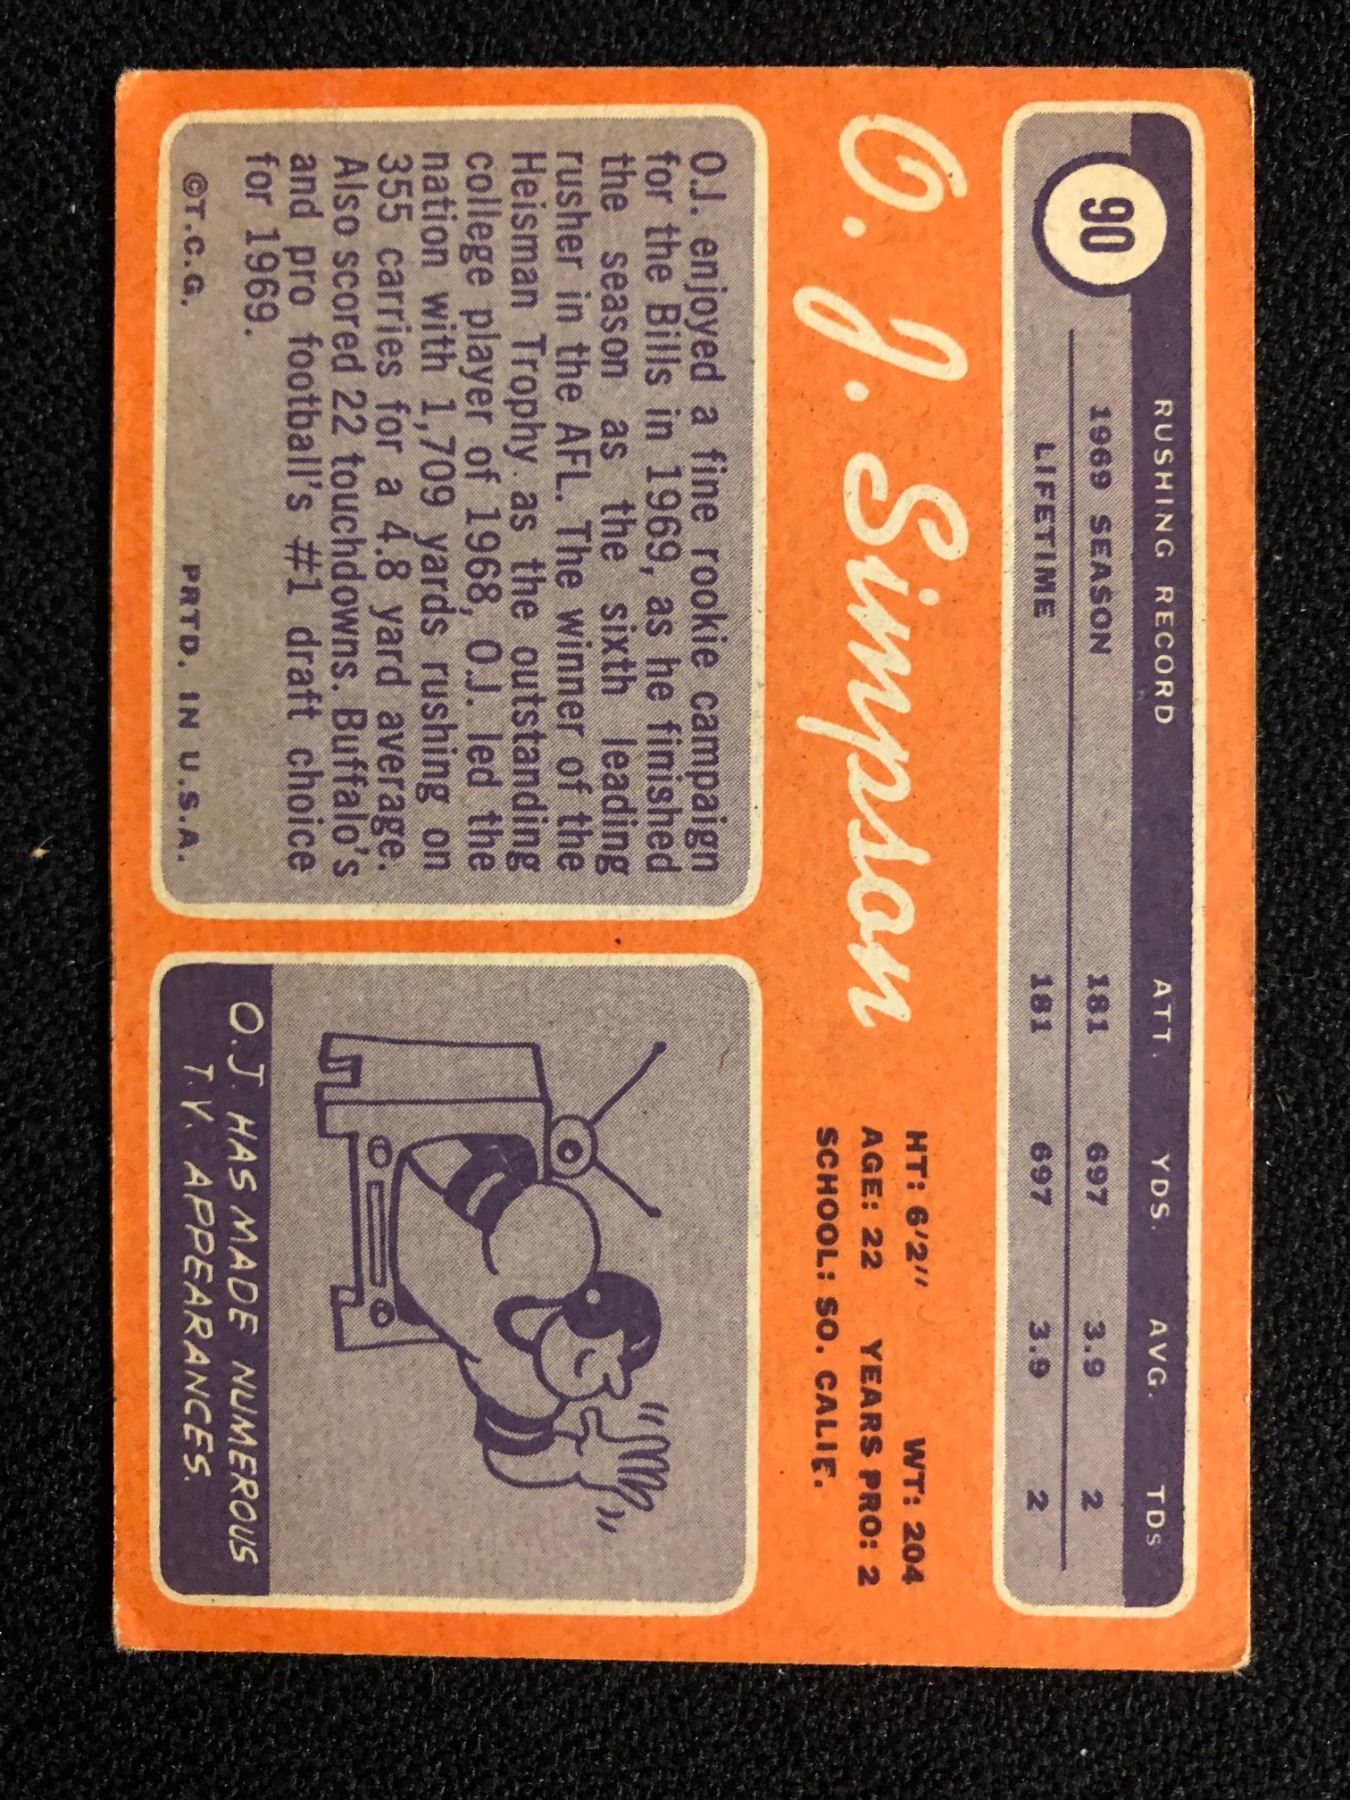 90
RUSHING RECORD ATT. YDS. AVG. TDS
1969 SEASON 181 697 3.9 2
LIFETIME 181 697 3.9 2
O. J. Simpson
HT: 6'2" WT: 204
AGE: 22 YEARS PRO: 2
SCHOOL: SO. CALIF.
O.J. enjoyed a fine rookie campaign
for the Bills in 1969, as he finished
the season as the sixth leading
rusher in the AFL. The winner of the
Heisman Trophy as the outstanding
college player of 1968, O.J. led the
nation with 1,709 yards rushing on
355 carries for a 4.8 yard average.
Also scored 22 touchdowns. Buffalo's
and pro football's #1 draft choice
for 1969.
©T.C.G. PRTD. IN U.S.A.
O.J. HAS MADE NUMEROUS
T.V. APPEARANCES.